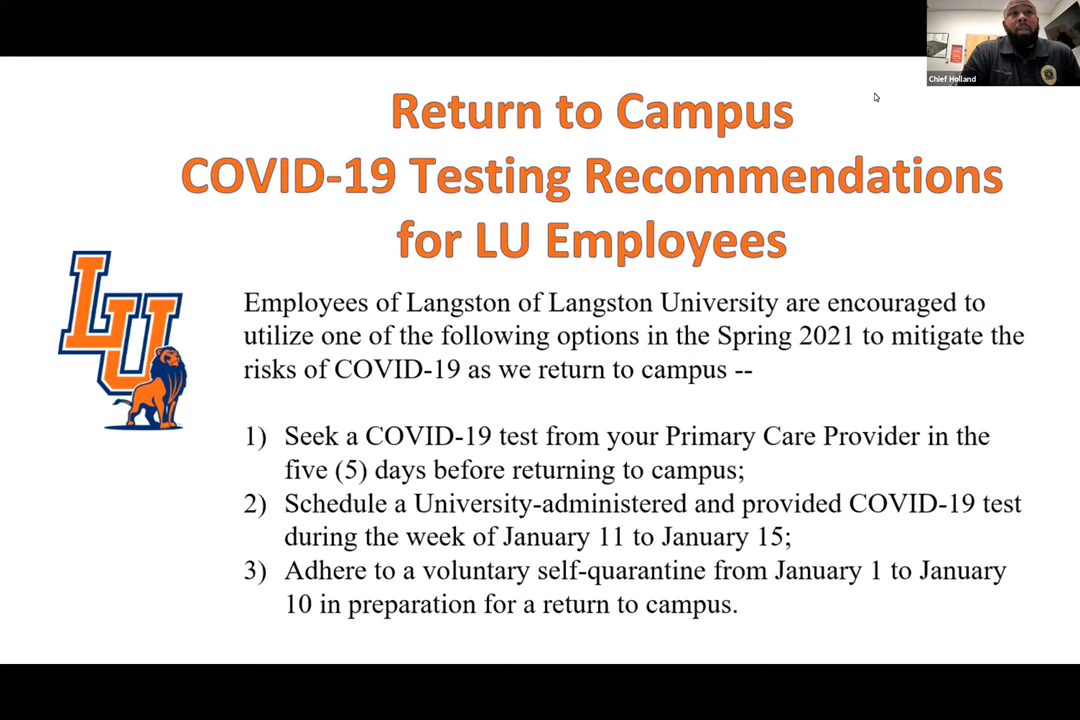 Chief Holland
Return to Campus
COVID-19 Testing Recommendations
for LU Employees
LU
Employees of Langston of Langston University are encouraged to
utilize one of the following options in the Spring 2021 to mitigate the
risks of COVID-19 as we return to campus --
1) Seek a COVID-19 test from your Primary Care Provider in the
five (5) days before returning to campus;
2) Schedule a University-administered and provided COVID-19 test
during the week of January 11 to January 15;
3) Adhere to a voluntary self-quarantine from January 1 to January
10 in preparation for a return to campus.